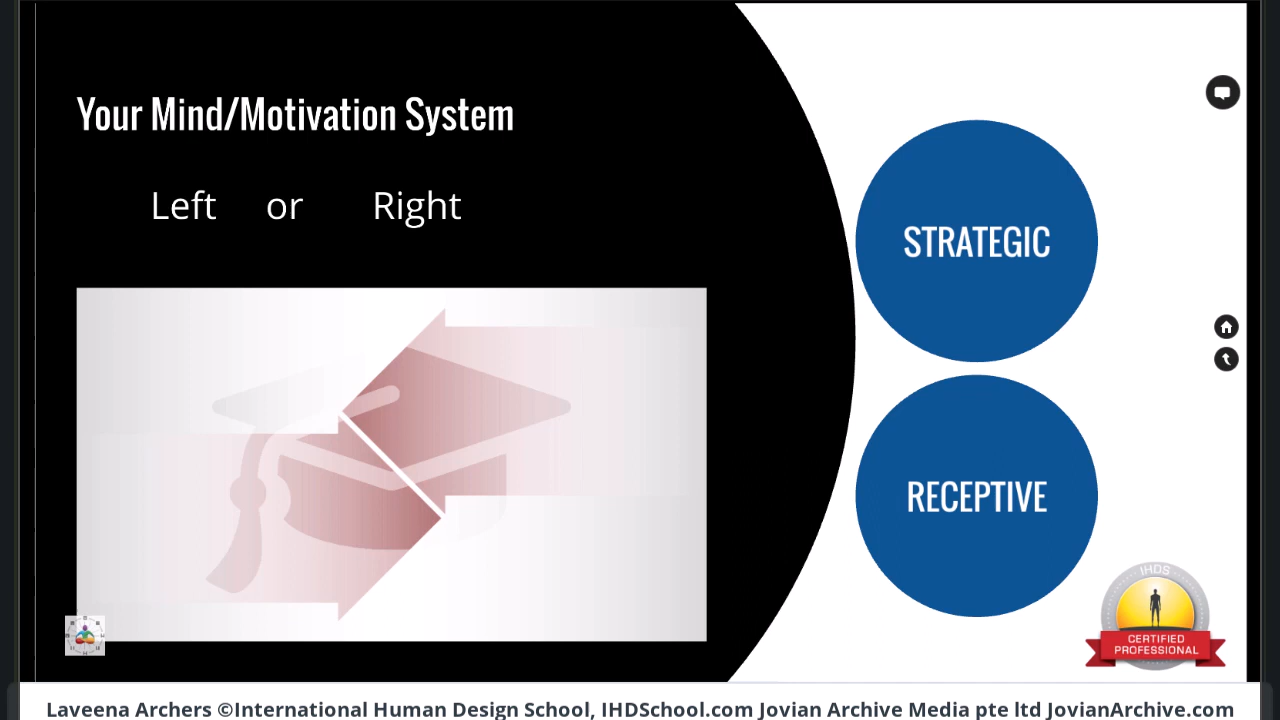 Your Mind/Motivation System
Left or Right
STRATEGIC
RECEPTIVE
IHDS
CERTIFIED
PROFESSIONAL
Laveena Archers ©International Human Design School, IHDSchool.com Jovian Archive Media pte ltd JovianArchive.com